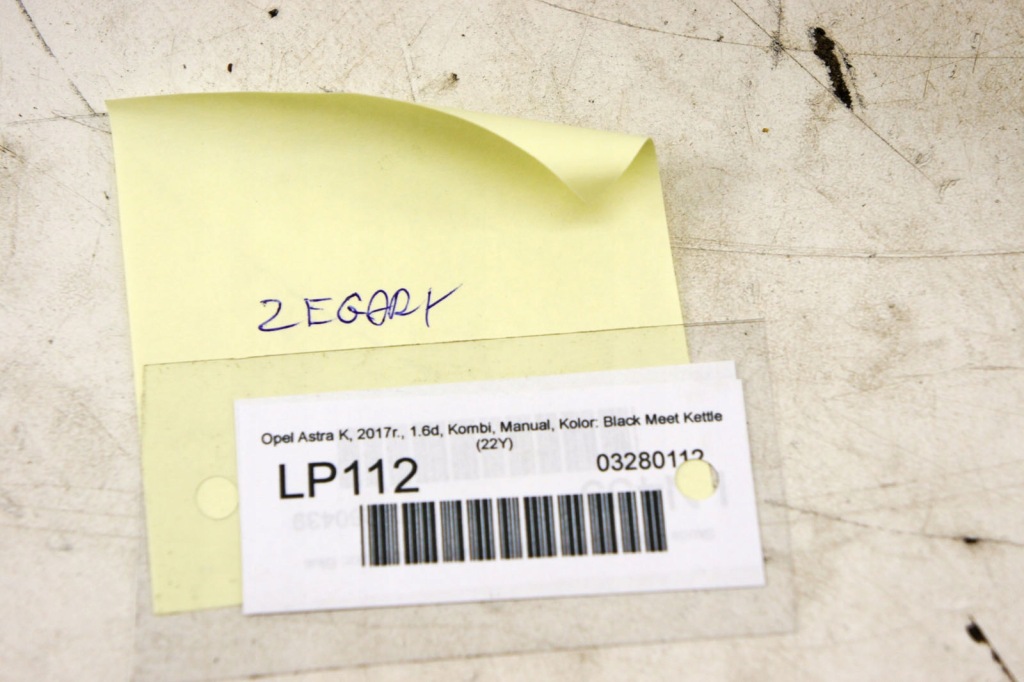 ZEGARY
Opel Astra K, 2017r., 1.6d, Kombi, Manual, Kolor: Black Meet Kettle
(22Y)
LP112
03280112